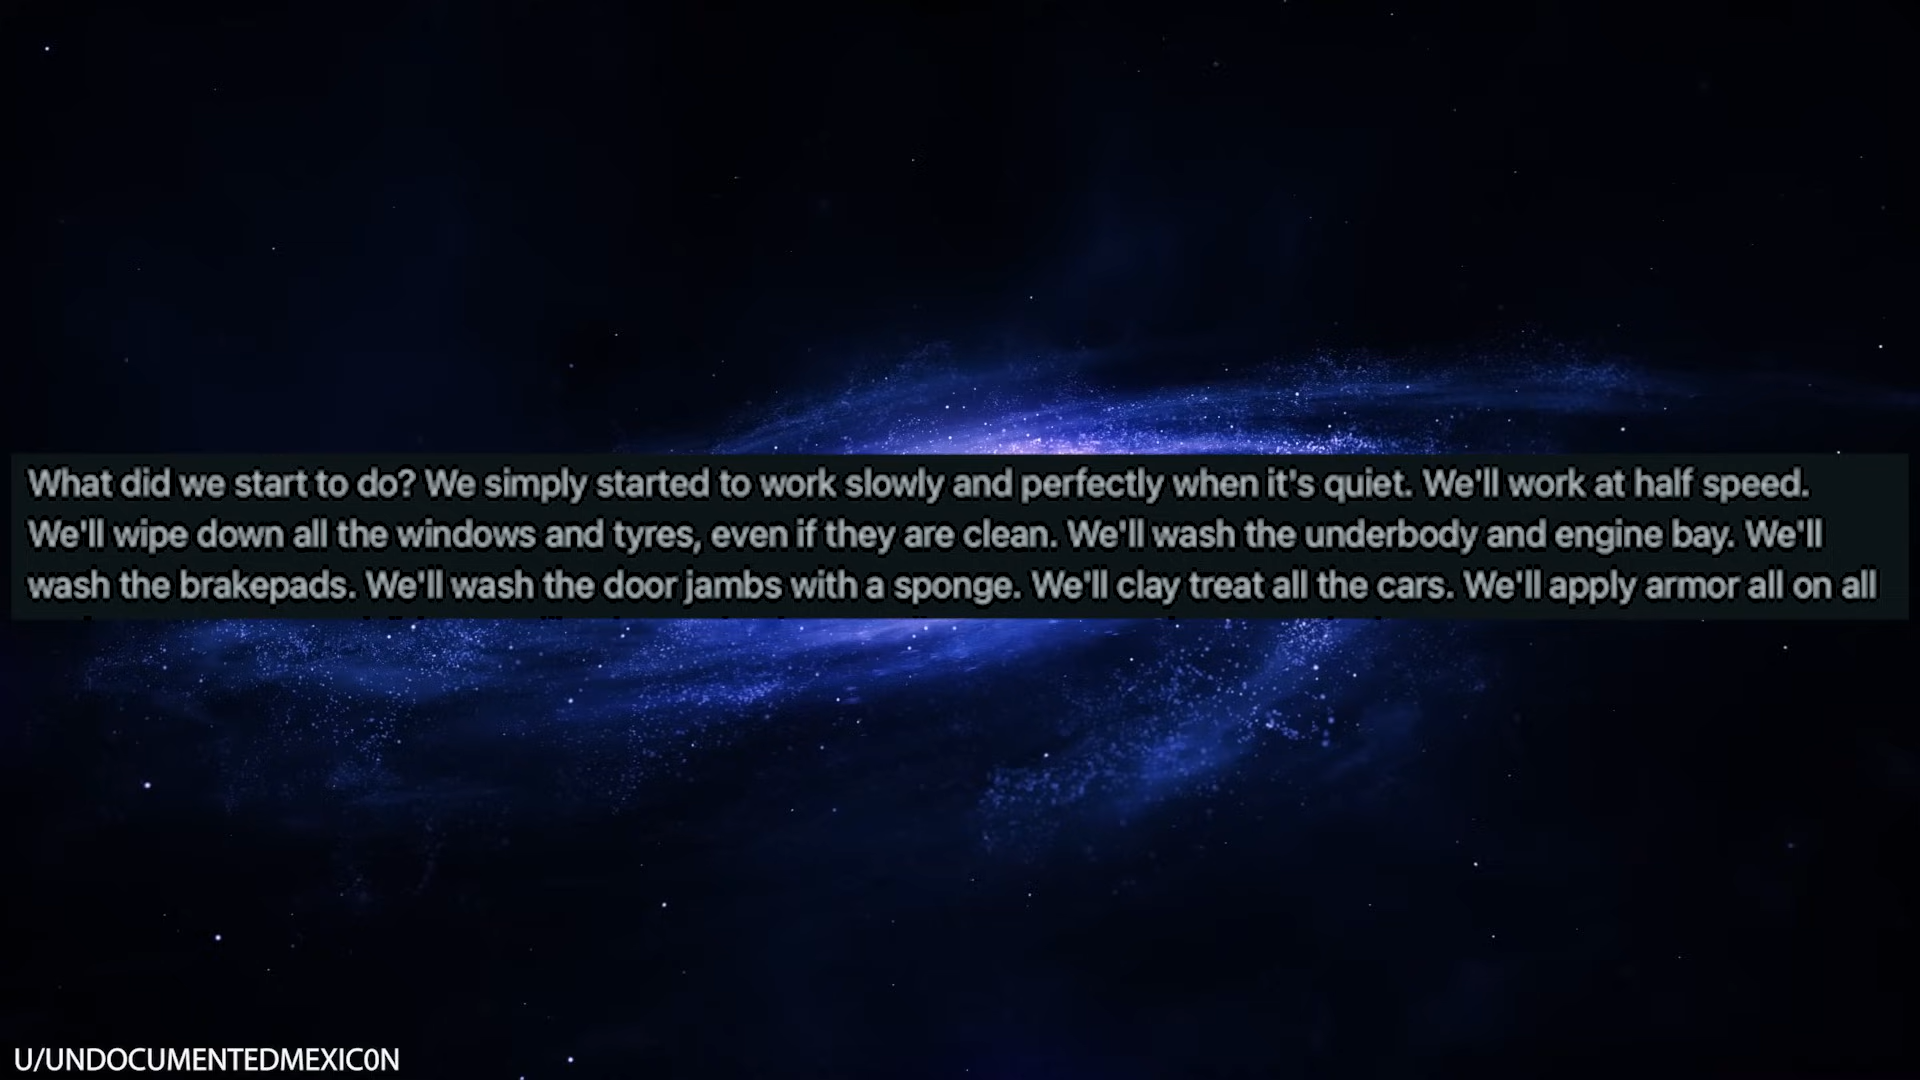 What did we start to do? We simply started to work slowly and perfectly when it's quiet. We'll work at half speed.
We'll wipe down all the windows and tyres, even if they are clean. We'll wash the underbody and engine bay. We'll
wash the brakepads. We'll wash the door jambs with a sponge. We'll clay treat all the cars. We'll apply armor all on all
U/UNDOCUMENTEDMEXIC0N